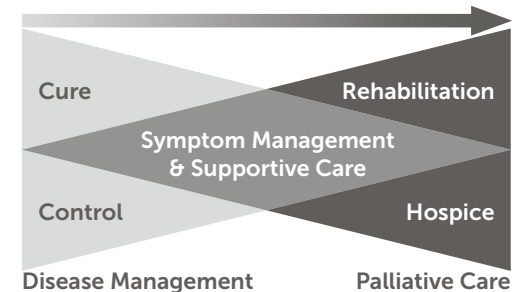 Cure
Rehabilitation
Symptom Management
& Supportive Care
Control
Hospice
Disease Management
Palliative Care